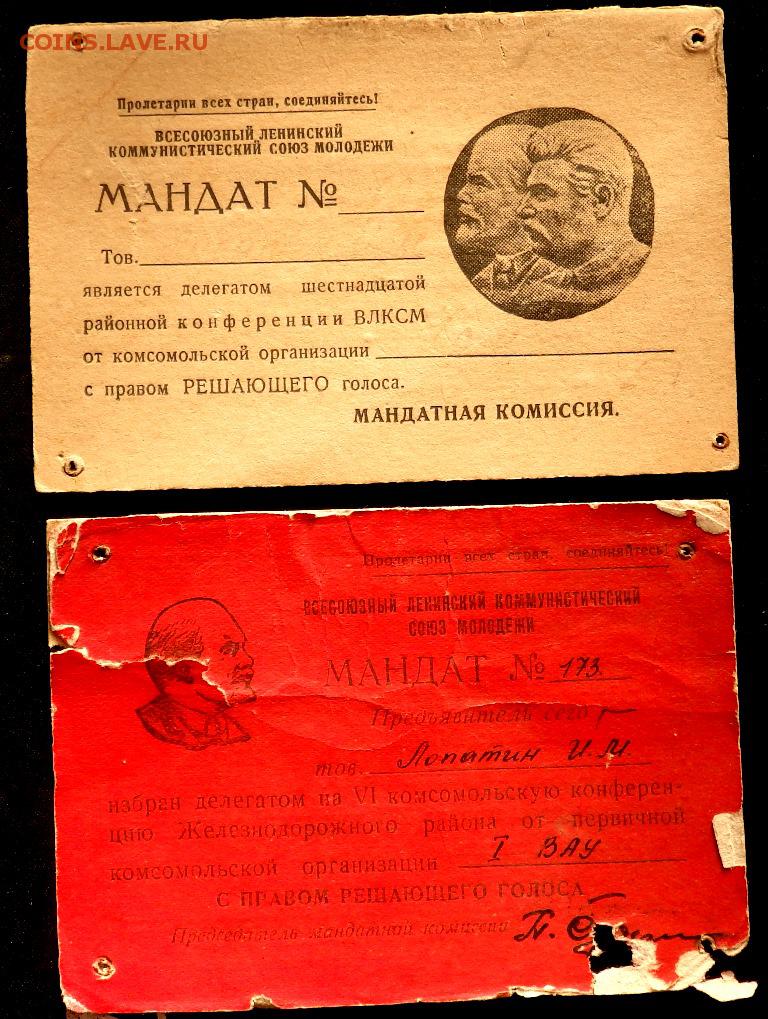 COINS.LAVE.RU
Пролетарии всех стран, соединяйтесь!
ВСЕСОЮЗНЫЙ ЛЕНИНСКИЙ
КОММУНИСТИЧЕСКИЙ СОЮЗ МОЛОДЕЖИ
МАНДАТ №
Тов.
является делегатом шестнадцатой
районной конференции ВЛКСМ
от комсомольской организации
с правом РЕШАЮЩЕГО голоса.
МАНДАТНАЯ КОМИССИЯ.
Пролетарии всех стран, соединяйтесь!
ВСЕСОЮЗНЫЙ ЛЕНИНСКИЙ КОММУНИСТИЧЕСКИЙ
СОЮЗ МОЛОДЕЖИ
МАНДАТ № 173
Предъявитель сего
тов. Лопатин И.М.
избран делегатом на VI комсомольскую конферен-
цию Железнодорожного района от первичной
комсомольской организации I ВАУ
С ПРАВОМ РЕШАЮЩЕГО ГОЛОСА
Председатель мандатной комиссии